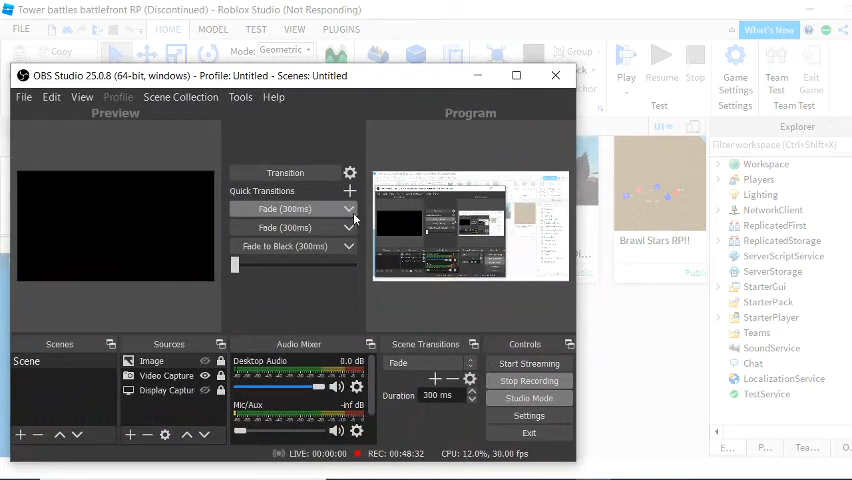 Tower battles battlefront RP (Discontinued) - Roblox Studio (Not Responding)
FILE HOME MODEL TEST VIEW PLUGINS
What's New
Copy Mode: Geometric Group
Play Resume Stop Game Settings Team Test Exit Game
Test Settings Team Test
OBS Studio 25.0.8 (64-bit, windows) - Profile: Untitled - Scenes: Untitled
File Edit View Profile Scene Collection Tools Help
Preview Program
Transition
Quick Transitions
Fade (300ms)
Fade (300ms)
Fade to Black (300ms)
Scenes
Scene
Sources
Image
Video Capture
Display Captur
Audio Mixer
Desktop Audio 0.0 dB
Mic/Aux -inf dB
Scene Transitions
Fade
Duration 300 ms
Controls
Start Streaming
Stop Recording
Studio Mode
Settings
Exit
LIVE: 00:00:00 REC: 00:48:32 CPU: 12.0%, 30.00 fps
UI
Brawl Stars RP!!
Public
Explorer
Filter workspace (Ctrl+Shift+X)
Workspace
Players
Lighting
NetworkClient
ReplicatedFirst
ReplicatedStorage
ServerScriptService
ServerStorage
StarterGui
StarterPack
StarterPlayer
Teams
SoundService
Chat
LocalizationService
TestService
E... P... Tea... O.